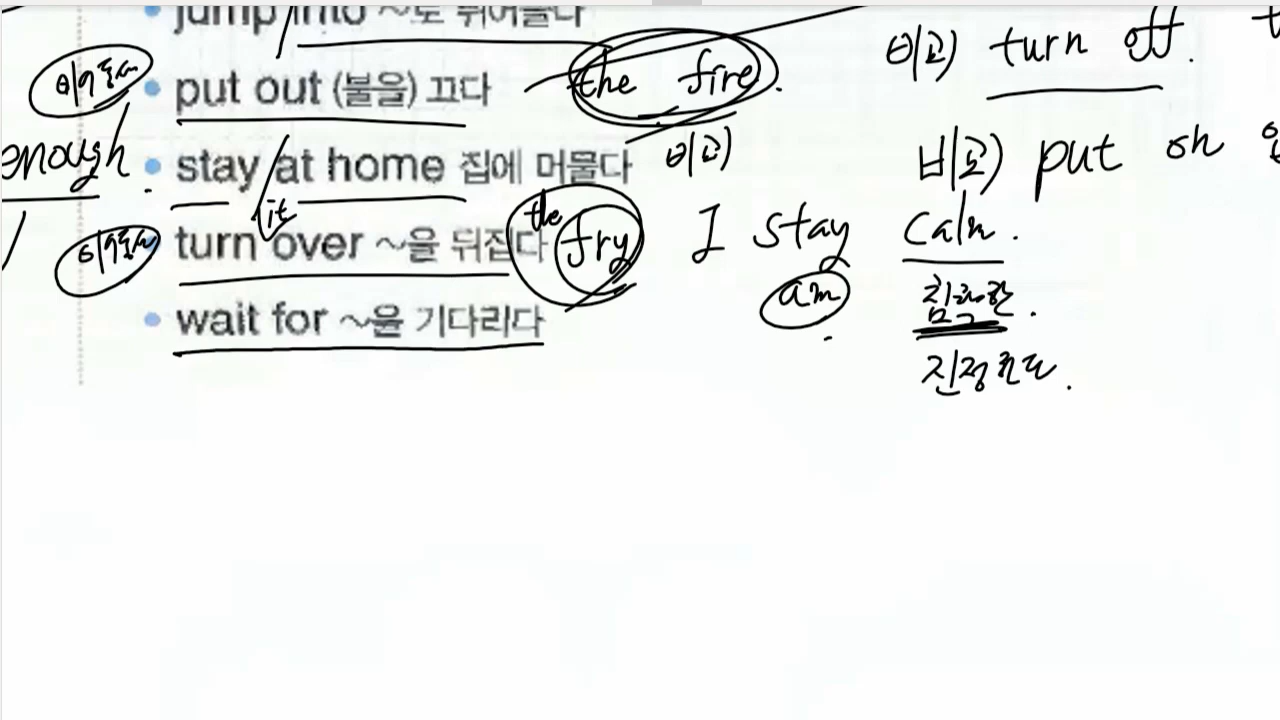 jump into ~로 뛰어들다
비) turn off.
이어동사
put out (불을) 끄다 the fire.
enough.
stay at home 집에 머물다 비교)
비교) put on
it
이어동사
turn over ~을 뒤집다 the fry
I stay calm.
am 침착한.
wait for ~을 기다리다
진정한다.